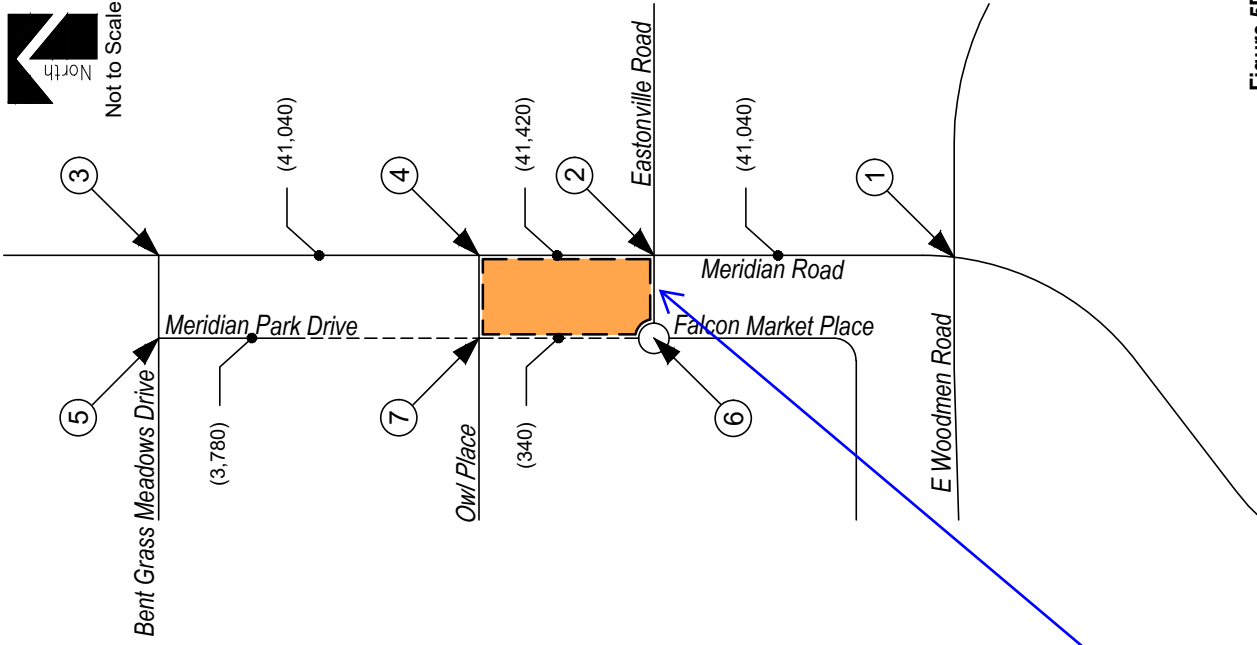 North
Not to Scale
3
(41,040)
4
(41,420)
2
Eastonville Road
(41,040)
1
Meridian Road
Meridian Park Drive
Falcon Market Place
5
Bent Grass Meadows Drive
(3,780)
7
Owl Place
(340)
6
E Woodmen Road
Figure